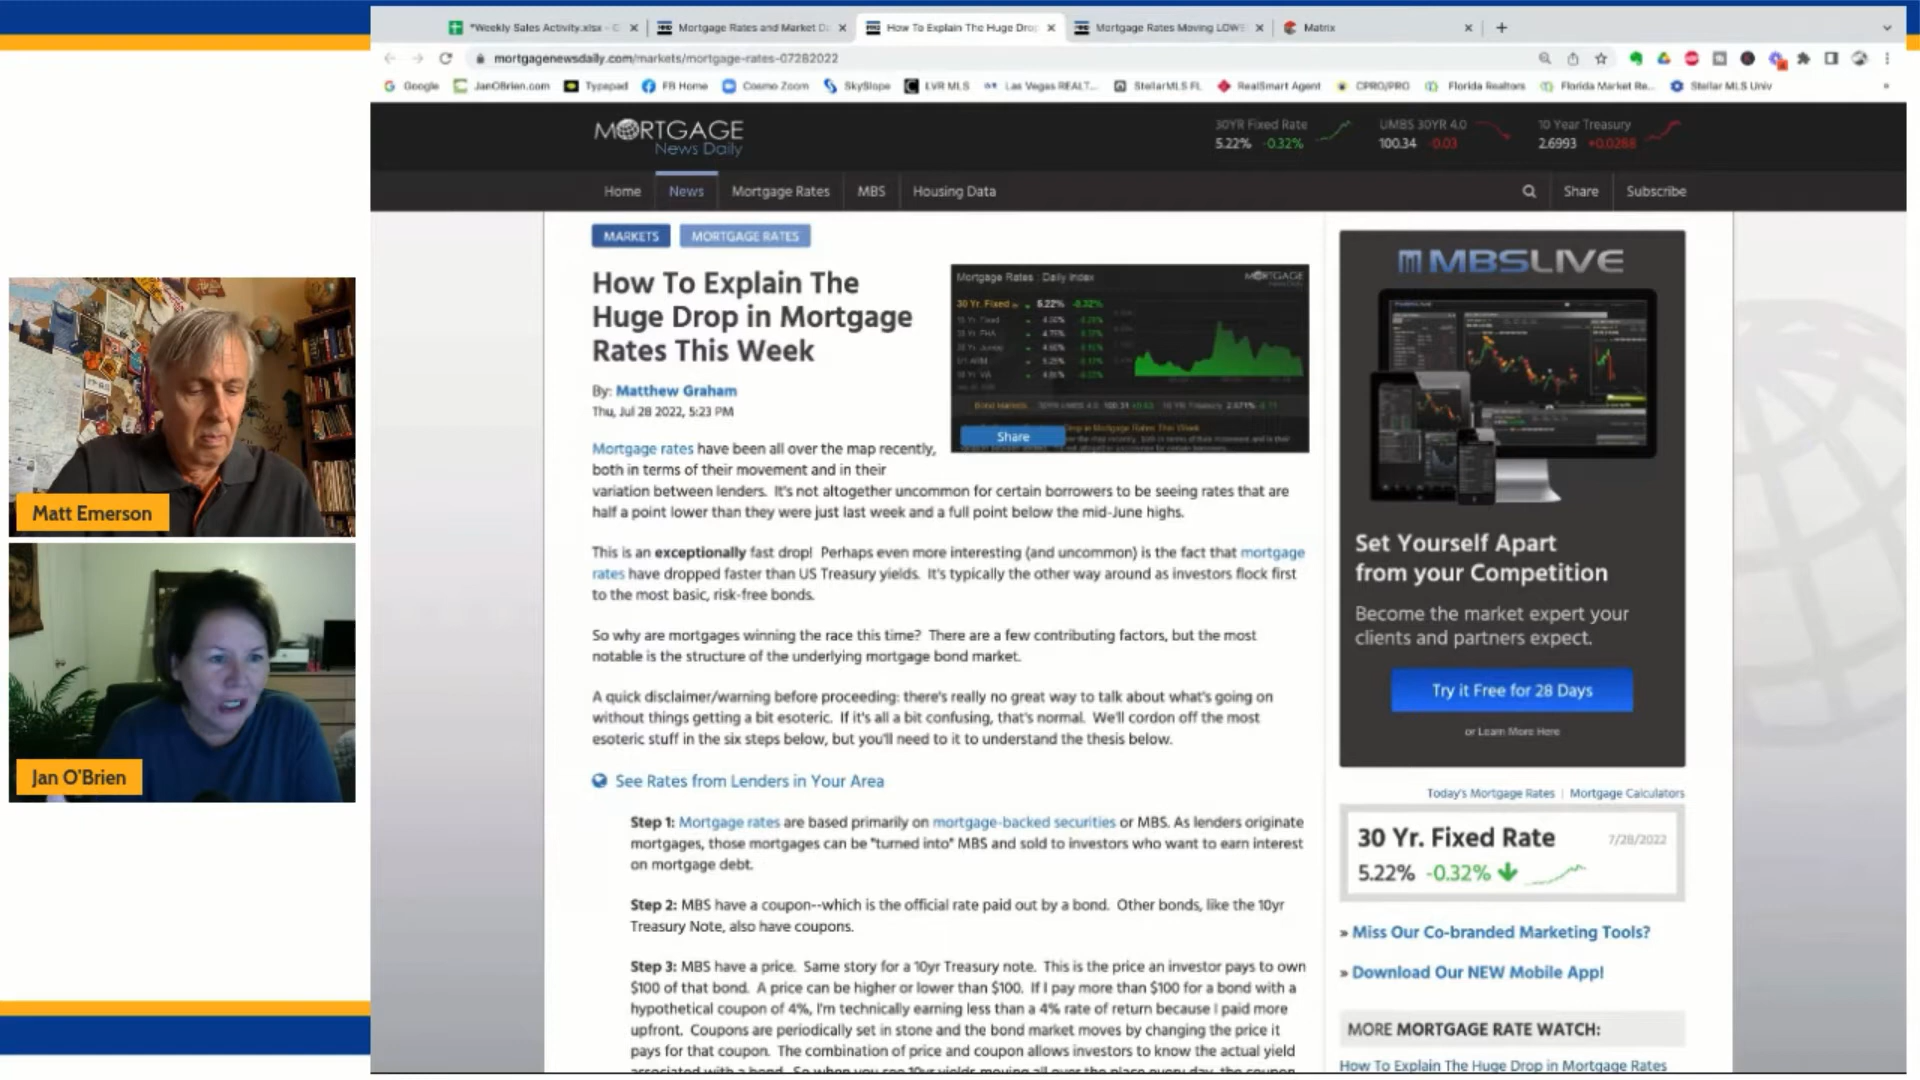 *Weekly Sales Activity.xlsx - G
Mortgage Rates and Market Da
How To Explain The Huge Drop
Mortgage Rates Moving LOWE
Matrix
mortgagenewsdaily.com/markets/mortgage-rates-07282022
Google
JanOBrien.com
Typepad
FB Home
Cosmo Zoom
SkySlope
LVR MLS
Las Vegas REALT...
StellarMLS FL
RealSmart Agent
CPRO/PRO
Florida Realtors
Florida Market Re...
Stellar MLS Univ
MORTGAGE
News Daily
30YR Fixed Rate
5.22% -0.32%
UMBS 30YR 4.0
100.34 -0.03
10 Year Treasury
2.6993 +0.0288
Home
News
Mortgage Rates
MBS
Housing Data
Share
Subscribe
MARKETS
MORTGAGE RATES
How To Explain The
Huge Drop in Mortgage
Rates This Week
By: Matthew Graham
Thu, Jul 28 2022, 5:23 PM
Mortgage Rates : Daily Index
MORTGAGE
30 Yr. Fixed
5.22% -0.32%
Share
Mortgage rates have been all over the map recently,
both in terms of their movement and in their
variation between lenders. It's not altogether uncommon for certain borrowers to be seeing rates that are
half a point lower than they were just last week and a full point below the mid-June highs.
This is an exceptionally fast drop! Perhaps even more interesting (and uncommon) is the fact that mortgage
rates have dropped faster than US Treasury yields. It's typically the other way around as investors flock first
to the most basic, risk-free bonds.
So why are mortgages winning the race this time? There are a few contributing factors, but the most
notable is the structure of the underlying mortgage bond market.
A quick disclaimer/warning before proceeding: there's really no great way to talk about what's going on
without things getting a bit esoteric. If it's all a bit confusing, that's normal. We'll cordon off the most
esoteric stuff in the six steps below, but you'll need to it to understand the thesis below.
See Rates from Lenders in Your Area
Step 1: Mortgage rates are based primarily on mortgage-backed securities or MBS. As lenders originate
mortgages, those mortgages can be "turned into" MBS and sold to investors who want to earn interest
on mortgage debt.
Step 2: MBS have a coupon--which is the official rate paid out by a bond. Other bonds, like the 10yr
Treasury Note, also have coupons.
Step 3: MBS have a price. Same story for a 10yr Treasury note. This is the price an investor pays to own
$100 of that bond. A price can be higher or lower than $100. If I pay more than $100 for a bond with a
hypothetical coupon of 4%, I'm technically earning less than a 4% rate of return because I paid more
upfront. Coupons are periodically set in stone and the bond market moves by changing the price it
pays for that coupon. The combination of price and coupon allows investors to know the actual yield
MBSLIVE
Set Yourself Apart
from your Competition
Become the market expert your
clients and partners expect.
Try it Free for 28 Days
or Learn More Here
Today's Mortgage Rates | Mortgage Calculators
30 Yr. Fixed Rate
7/28/2022
5.22% -0.32%
» Miss Our Co-branded Marketing Tools?
» Download Our NEW Mobile App!
MORE MORTGAGE RATE WATCH:
How To Explain The Huge Drop in Mortgage Rates
Matt Emerson
Jan O'Brien